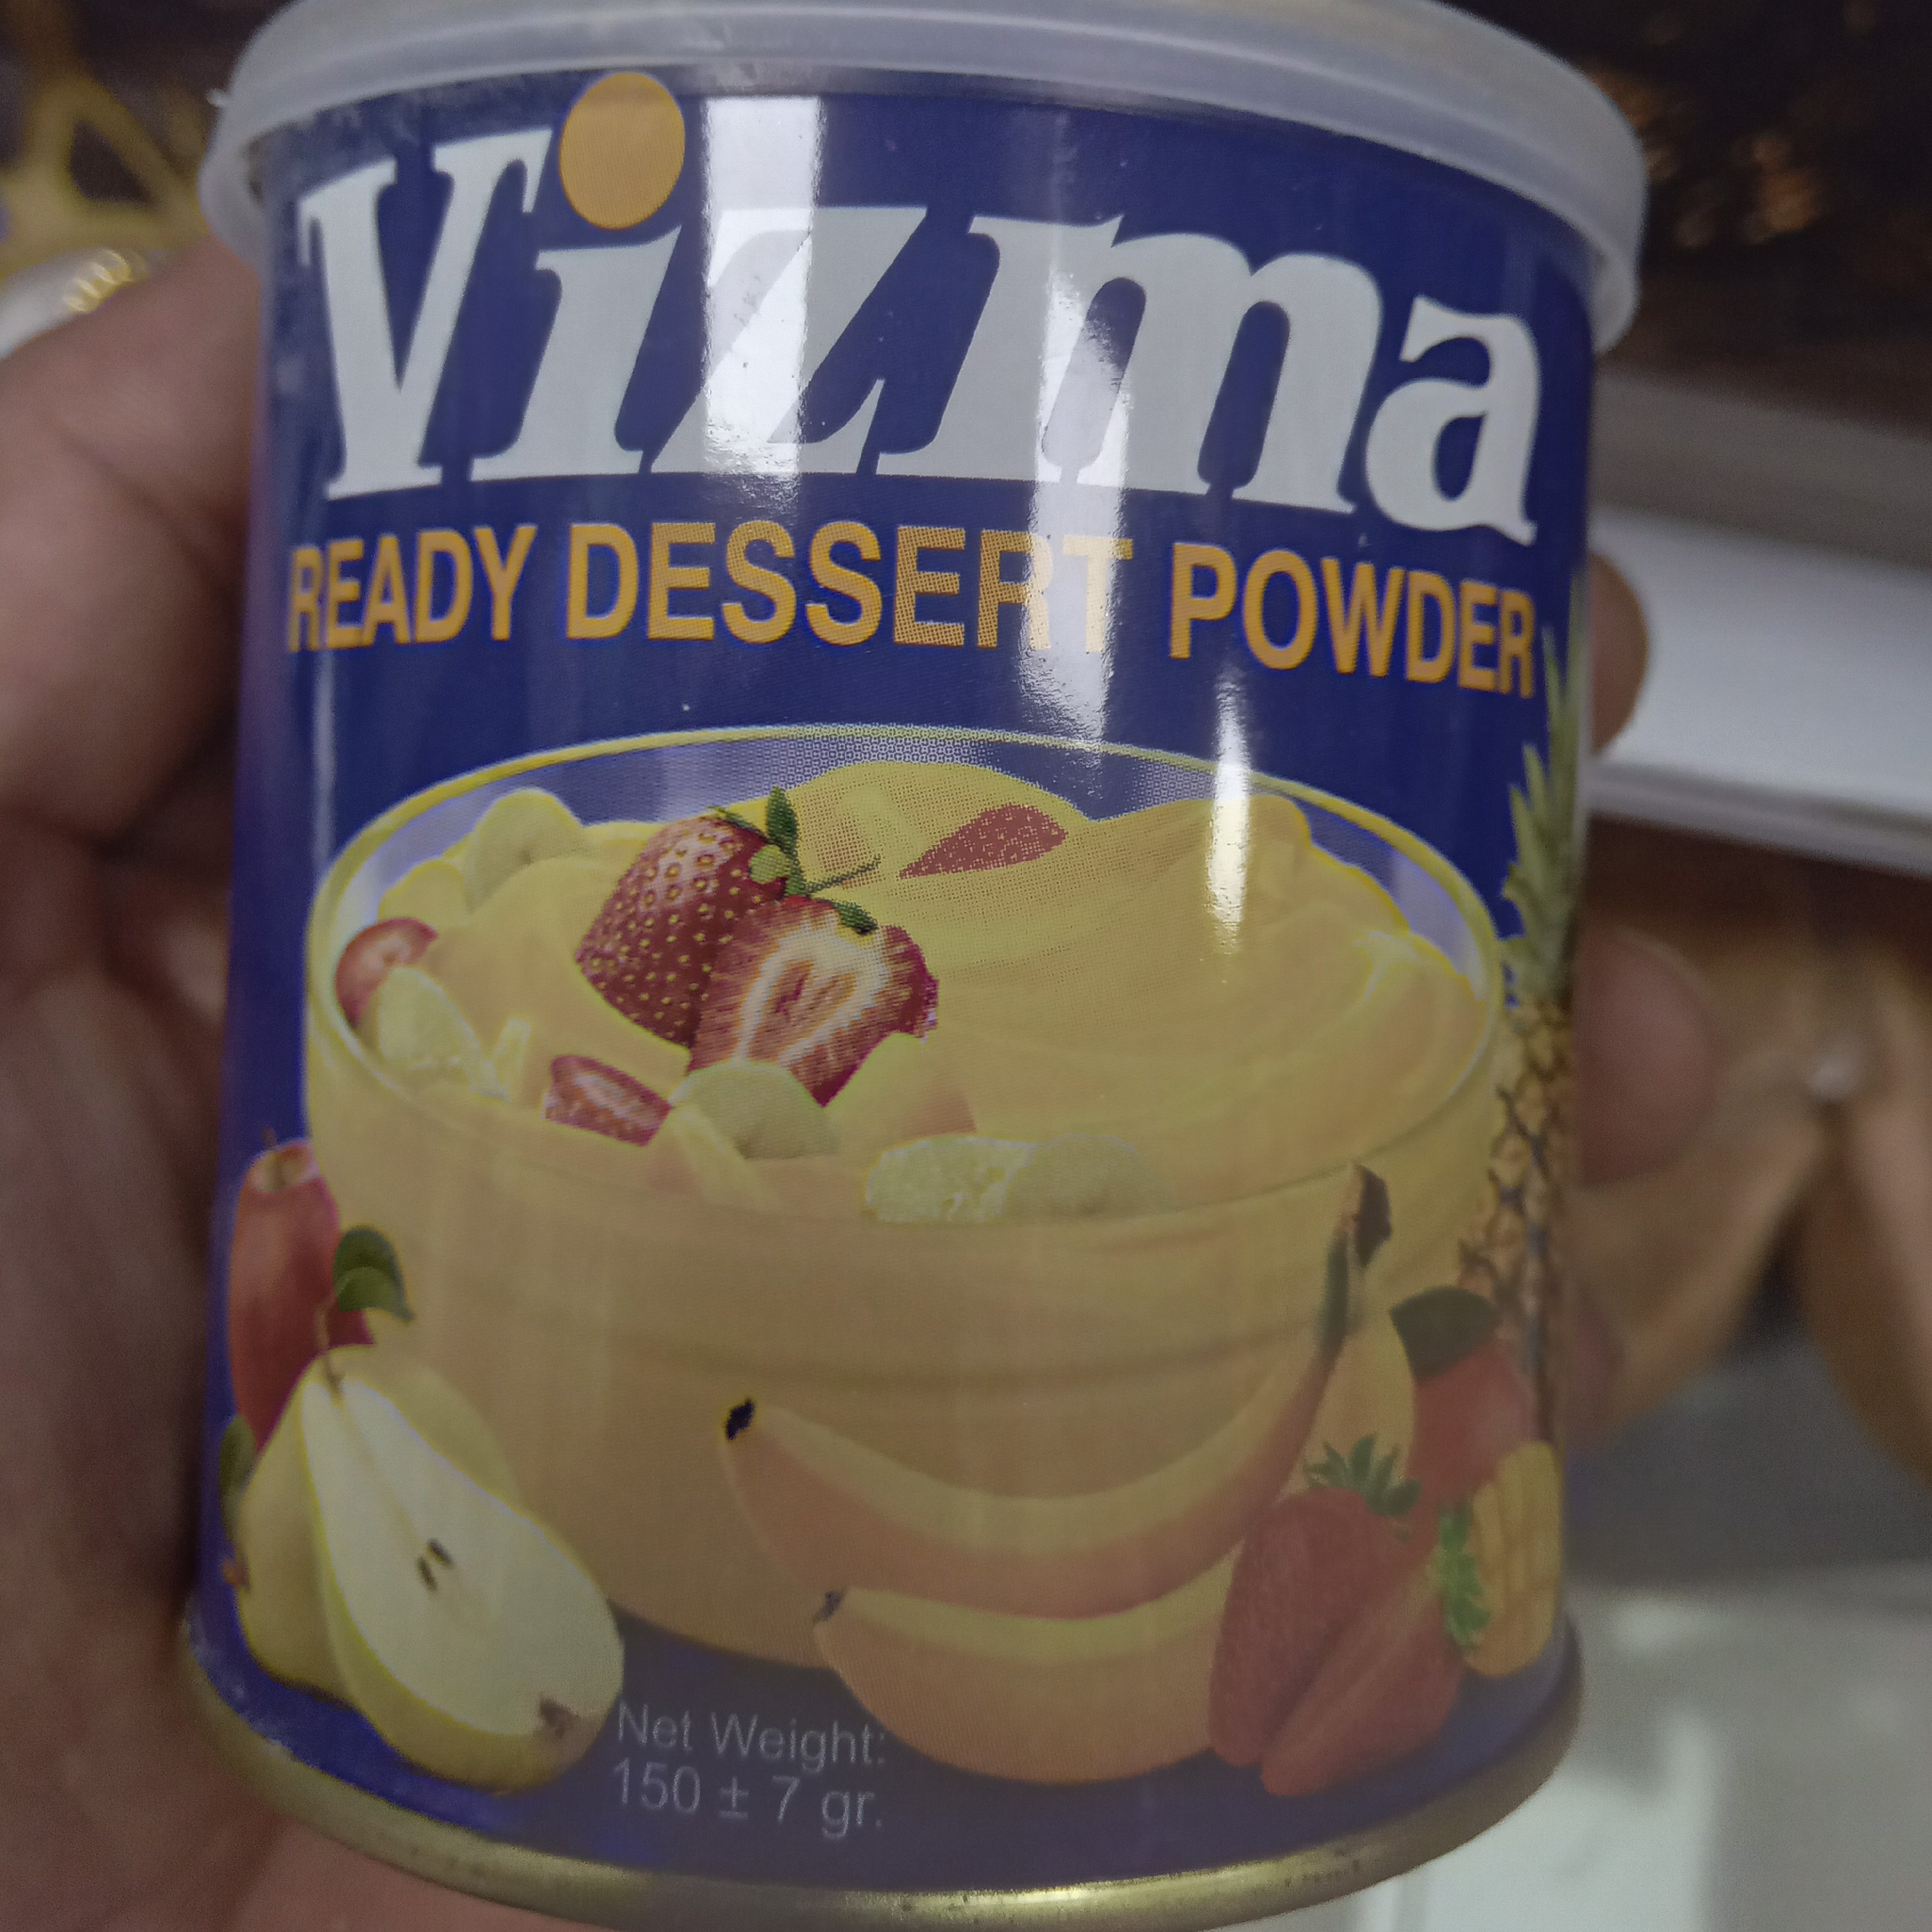 Vizma
READY DESSERT POWDER
Net Weight:
150 ± 7 gr.